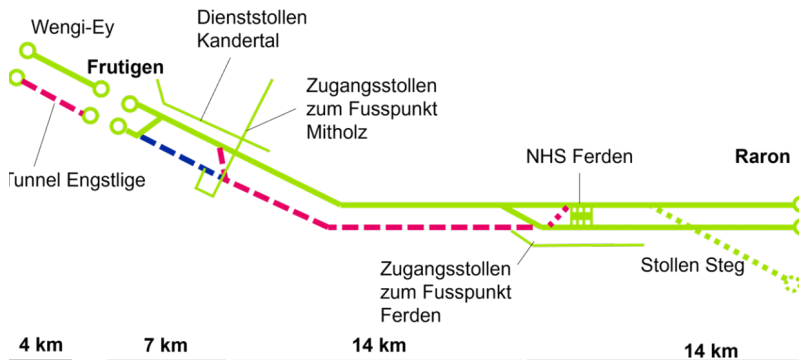 Wengi-Ey
Frutigen
Dienststollen
Kandertal
Zugangsstollen
zum Fusspunkt
Mitholz
Tunnel Engstlige
NHS Ferden
Raron
Zugangsstollen
zum Fusspunkt
Ferden
Stollen Steg
4 km
7 km
14 km
14 km